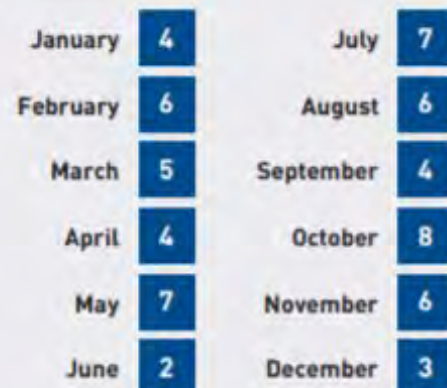 January 4
February 6
March 5
April 4
May 7
June 2
July 7
August 6
September 4
October 8
November 6
December 3